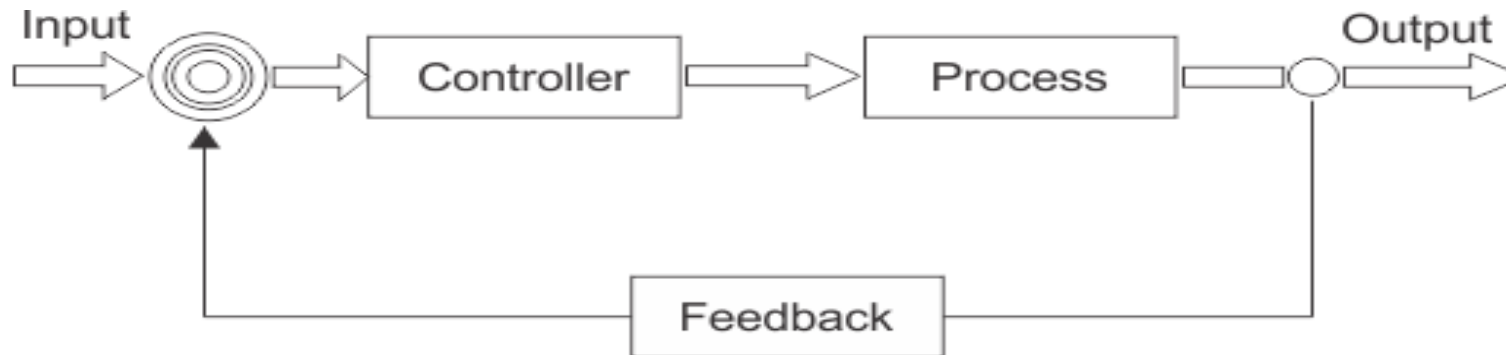 Input
Output
Controller
Process
Feedback